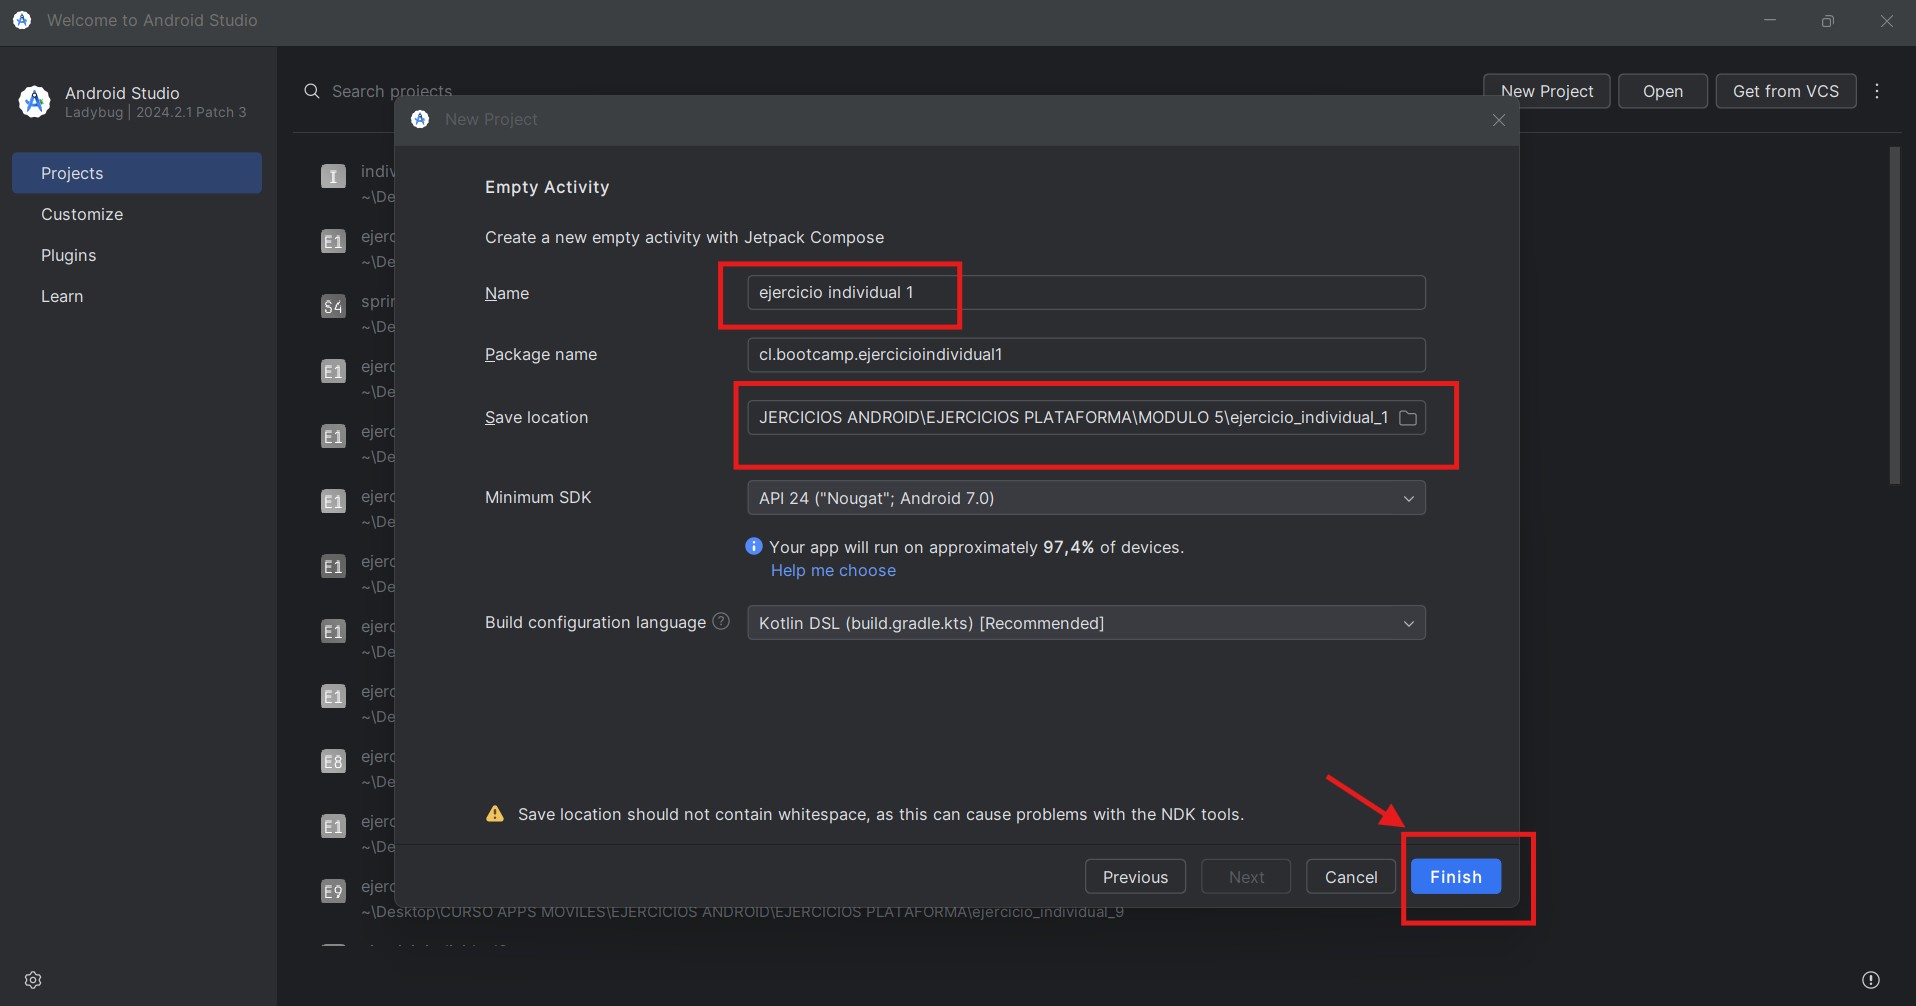 Welcome to Android Studio
Android Studio
Ladybug | 2024.2.1 Patch 3
Projects
Customize
Plugins
Learn
Search projects
New Project
Open
Get from VCS
New Project
Empty Activity
Create a new empty activity with Jetpack Compose
Name
ejercicio individual 1
Package name
cl.bootcamp.ejercicioindividual1
Save location
JERCICIOS ANDROID\EJERCICIOS PLATAFORMA\MODULO 5\ejercicio_individual_1
Minimum SDK
API 24 ("Nougat"; Android 7.0)
Your app will run on approximately 97,4% of devices.
Help me choose
Build configuration language
Kotlin DSL (build.gradle.kts) [Recommended]
Save location should not contain whitespace, as this can cause problems with the NDK tools.
Previous
Next
Cancel
Finish
I
indiv
~\De
E1
ejerc
~\De
S4
sprin
~\De
E1
ejerc
~\De
E1
ejerc
~\De
E1
ejerc
~\De
E1
ejerc
~\De
E1
ejerc
~\De
E1
ejerc
~\De
E8
ejerc
~\De
E1
ejerc
~\De
E9
ejerc
~\Desktop\CURSO APPS MOVILES\EJERCICIOS ANDROID\EJERCICIOS PLATAFORMA\ejercicio_individual_9